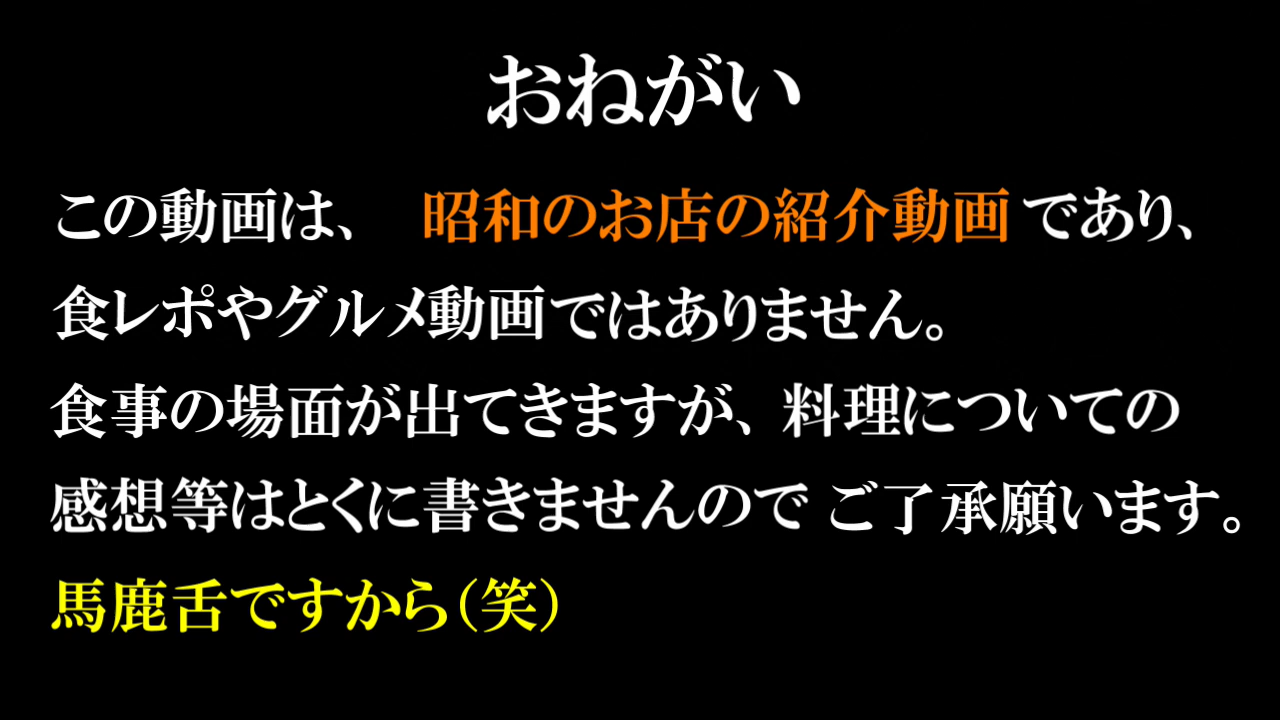 おねがい
この動画は、 昭和のお店の紹介動画 であり、
食レポやグルメ動画ではありません。
食事の場面が出てきますが、料理についての
感想等はとくに書きませんので ご了承願います。
馬鹿舌ですから（笑）